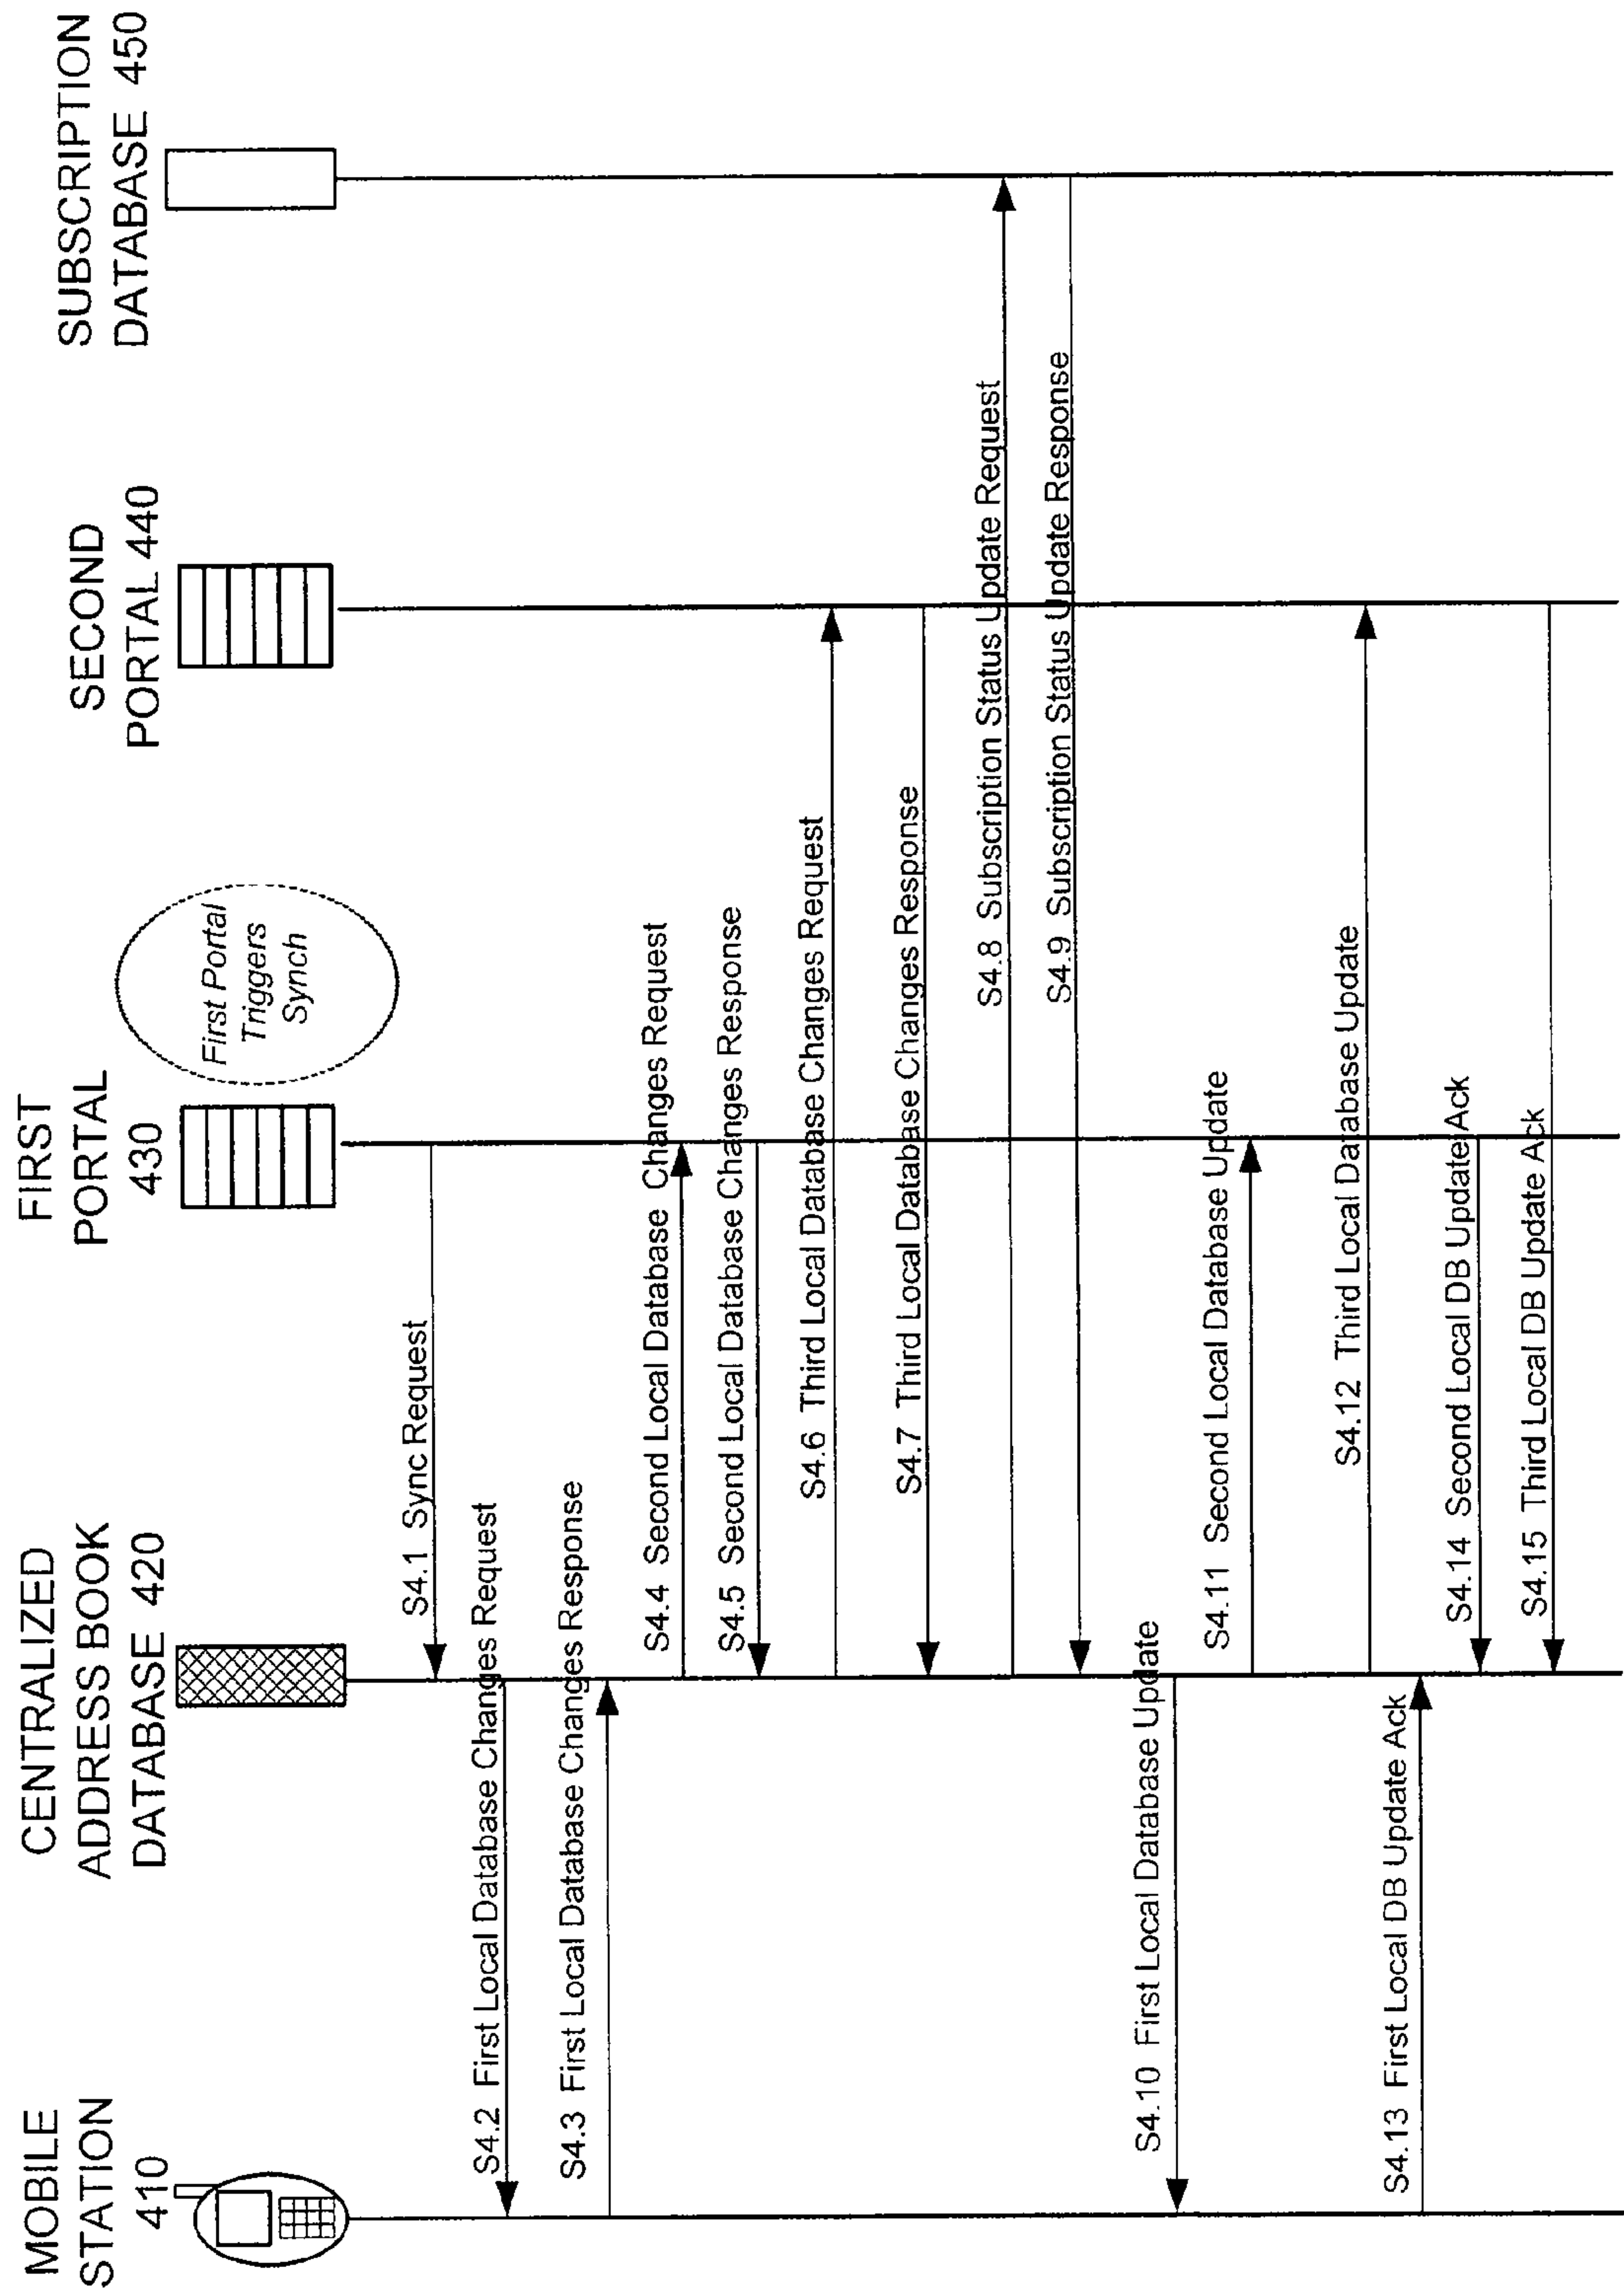 MOBILE
STATION
410
CENTRALIZED
ADDRESS BOOK
DATABASE 420
FIRST
PORTAL
430
First Portal
Triggers
Synch
SECOND
PORTAL 440
SUBSCRIPTION
DATABASE 450
S4.1 Sync Request
S4.2 First Local Database Changes Request
S4.3 First Local Database Changes Response
S4.4 Second Local Database Changes Request
S4.5 Second Local Database Changes Response
S4.6 Third Local Database Changes Request
S4.7 Third Local Database Changes Response
S4.8 Subscription Status Update Request
S4.9 Subscription Status Update Response
S4.10 First Local Database Update
S4.11 Second Local Database Update
S4.12 Third Local Database Update
S4.13 First Local DB Update Ack
S4.14 Second Local DB Update Ack
S4.15 Third Local DB Update Ack